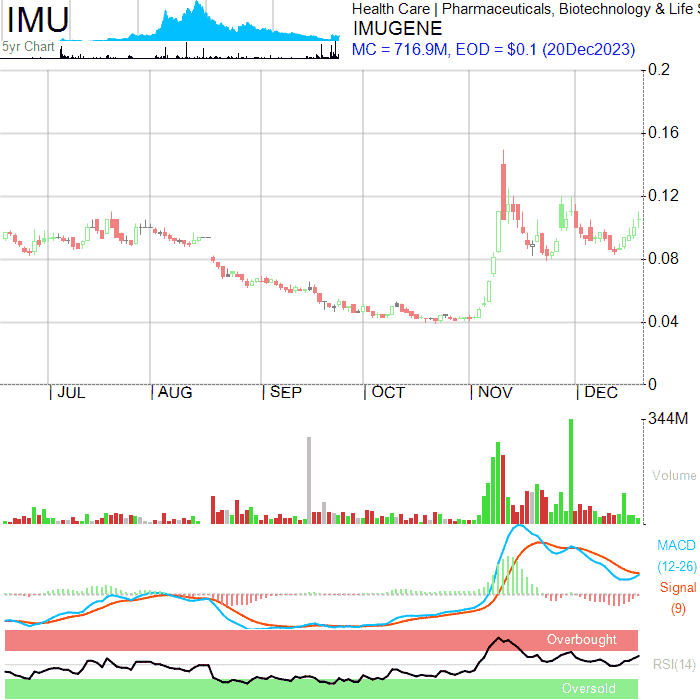 IMU
5yr Chart
Health Care | Pharmaceuticals, Biotechnology & Life S
IMUGENE
MC = 716.9M, EOD = $0.1 (20Dec2023)
0.2
0.16
0.12
0.08
0.04
0
JUL AUG SEP OCT NOV DEC
344M
Volume
MACD
(12-26)
Signal
(9)
Overbought
RSI(14)
Oversold